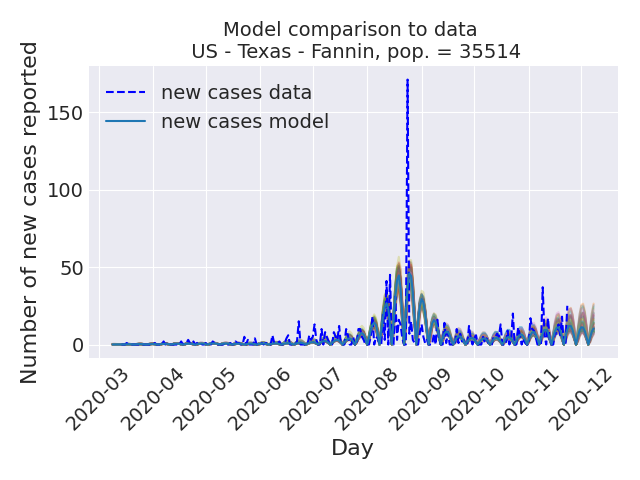 Model comparison to data
US - Texas - Fannin, pop. = 35514
Number of new cases reported
new cases data
new cases model
150
100
50
0
2020-03
2020-04
2020-05
2020-06
2020-07
2020-08
2020-09
2020-10
2020-11
2020-12
Day